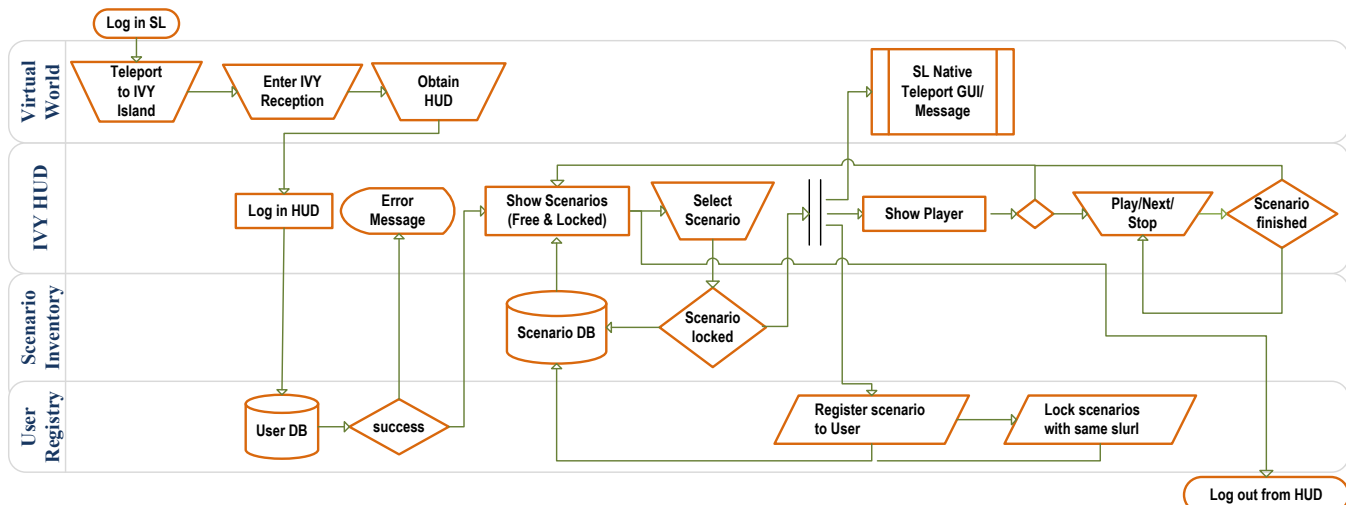 Log in SL
Virtual
World
Teleport
to IVY
Island
Enter IVY
Reception
Obtain
HUD
SL Native
Teleport GUI/
Message
IVY HUD
Log in HUD
Error
Message
Show Scenarios
(Free & Locked)
Select
Scenario
Show Player
Play/Next/
Stop
Scenario
finished
Scenario
Inventory
Scenario DB
Scenario
locked
User
Registry
User DB
success
Register scenario
to User
Lock scenarios
with same slurl
Log out from HUD